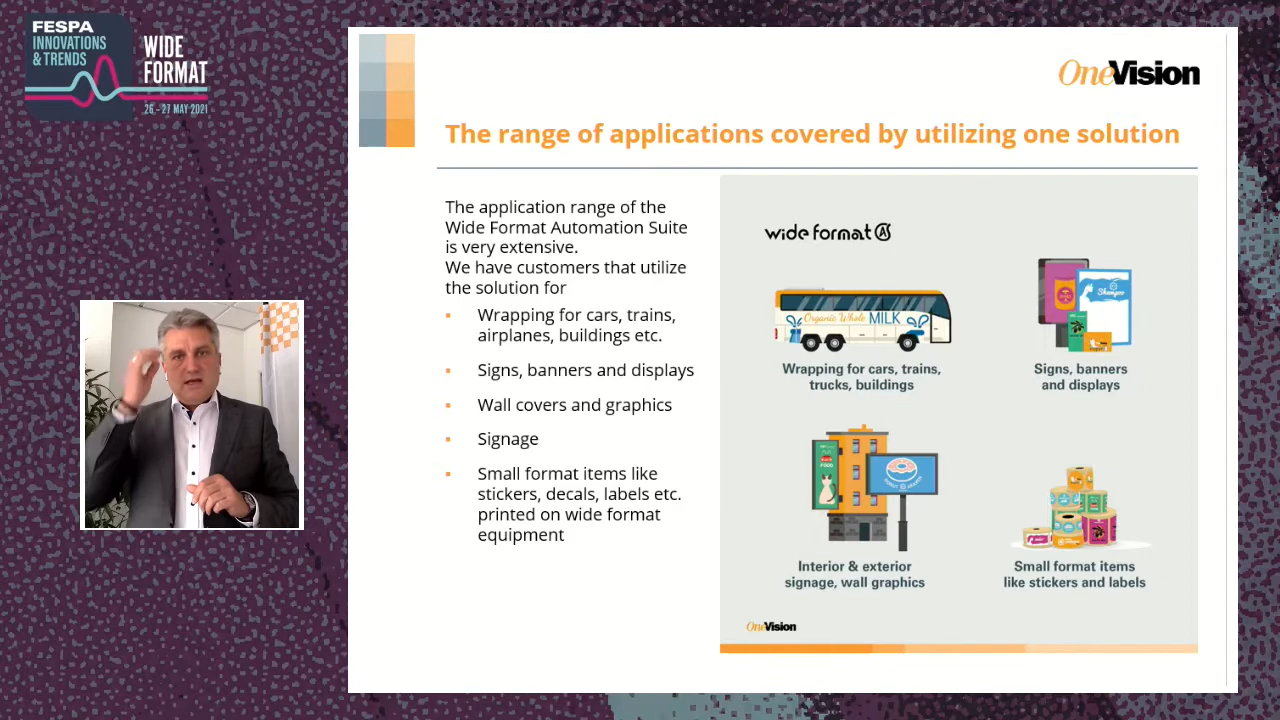 FESPA
INNOVATIONS
& TRENDS
WIDE
FORMAT
26 – 27 MAY 2021
OneVision
The range of applications covered by utilizing one solution
The application range of the
Wide Format Automation Suite
is very extensive.
We have customers that utilize
the solution for
Wrapping for cars, trains,
airplanes, buildings etc.
Signs, banners and displays
Wall covers and graphics
Signage
Small format items like
stickers, decals, labels etc.
printed on wide format
equipment
wide format AS
Organic Whole MILK
Wrapping for cars, trains,
trucks, buildings
Shampoo
Signs, banners
and displays
FOOD
Interior & exterior
signage, wall graphics
Small format items
like stickers and labels
OneVision